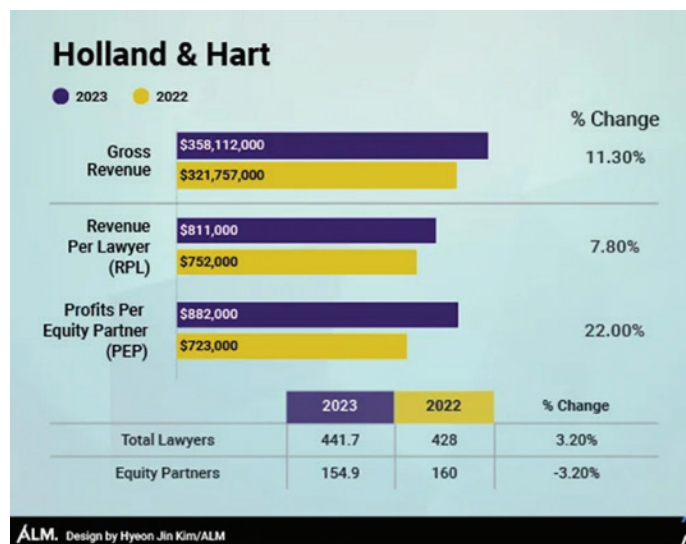 Holland & Hart
2023 2022
% Change
Gross
Revenue
$358,112,000
$321,757,000
11.30%
Revenue
Per Lawyer
(RPL)
$811,000
$752,000
7.80%
Profits Per
Equity Partner
(PEP)
$882,000
$723,000
22.00%
2023 2022 % Change
Total Lawyers 441.7 428 3.20%
Equity Partners 154.9 160 -3.20%
ALM. Design by Hyeon Jin Kim/ALM